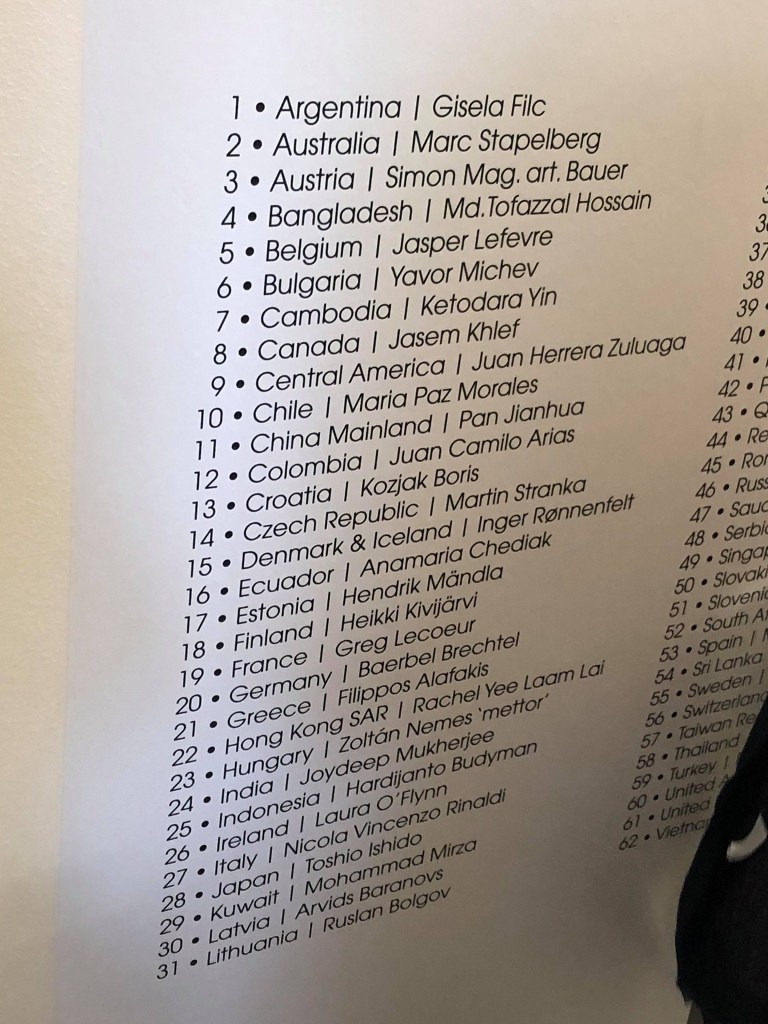 1 • Argentina | Gisela Filc
2 • Australia | Marc Stapelberg
3 • Austria | Simon Mag. art. Bauer
4 • Bangladesh | Md.Tofazzal Hossain
5 • Belgium | Jasper Lefevre
6 • Bulgaria | Yavor Michev
7 • Cambodia | Ketodara Yin
8 • Canada | Jasem Khlef
9 • Central America | Juan Herrera Zuluaga
10 • Chile | Maria Paz Morales
11 • China Mainland | Pan Jianhua
12 • Colombia | Juan Camilo Arias
13 • Croatia | Kozjak Boris
14 • Czech Republic | Martin Stranka
15 • Denmark & Iceland | Inger Rønnenfelt
16 • Ecuador | Anamaria Chediak
17 • Estonia | Hendrik Mändla
18 • Finland | Heikki Kivijärvi
19 • France | Greg Lecoeur
20 • Germany | Baerbel Brechtel
21 • Greece | Filippos Alafakis
22 • Hong Kong SAR | Rachel Yee Laam Lai
23 • Hungary | Zoltán Nemes ‘mettor’
24 • India | Joydeep Mukherjee
25 • Indonesia | Hardijanto Budyman
26 • Ireland | Laura O’Flynn
27 • Italy | Nicola Vincenzo Rinaldi
28 • Japan | Toshio Ishido
29 • Kuwait | Mohammad Mirza
30 • Latvia | Arvids Baranovs
31 • Lithuania | Ruslan Bolgov
37
38
39 •
40 •
41 •
42 •
43 •
44 •
45 •
46 •
47 •
48 •
49 •
50 •
51 •
52 • South
53 • Spain |
54 • Sri Lanka
55 • Sweden |
56 •
57 • Taiwan
58 • Thailand
59 • Turkey |
60 • United
61 • United
62 •